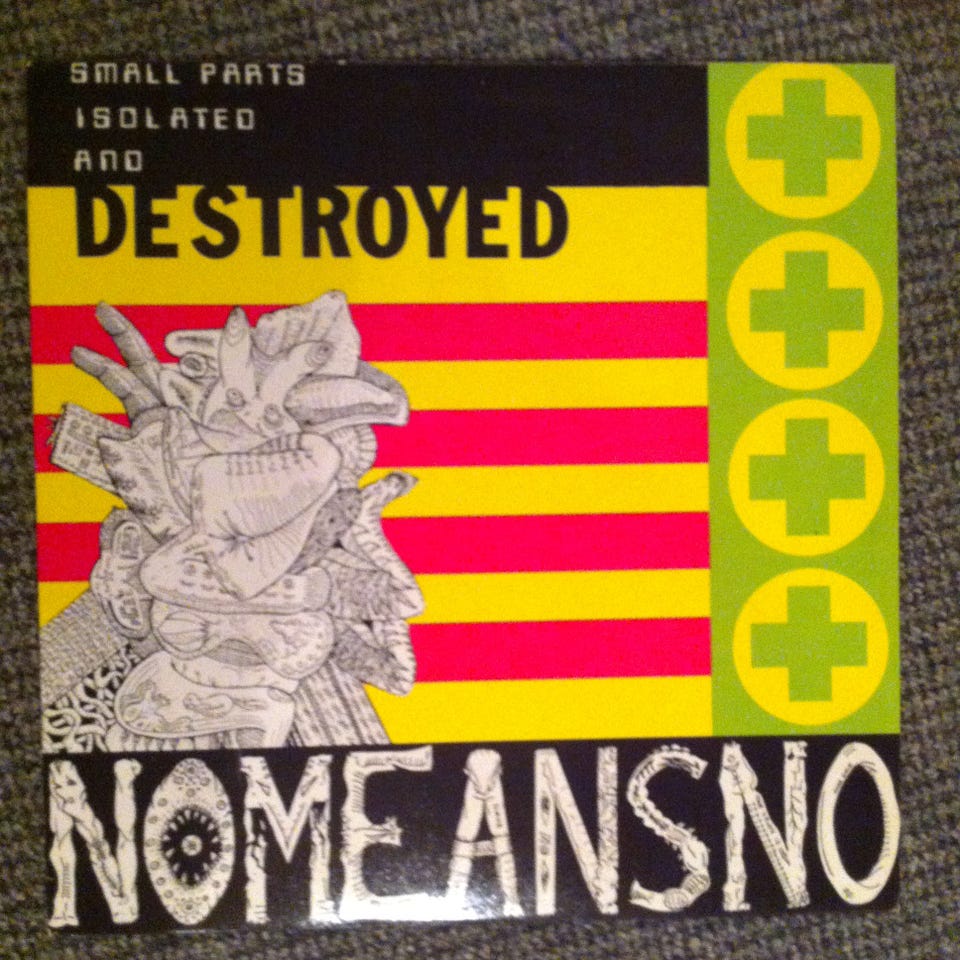 SMALL PARTS
ISOLATED
AND
DESTROYED
NOMEANSNO